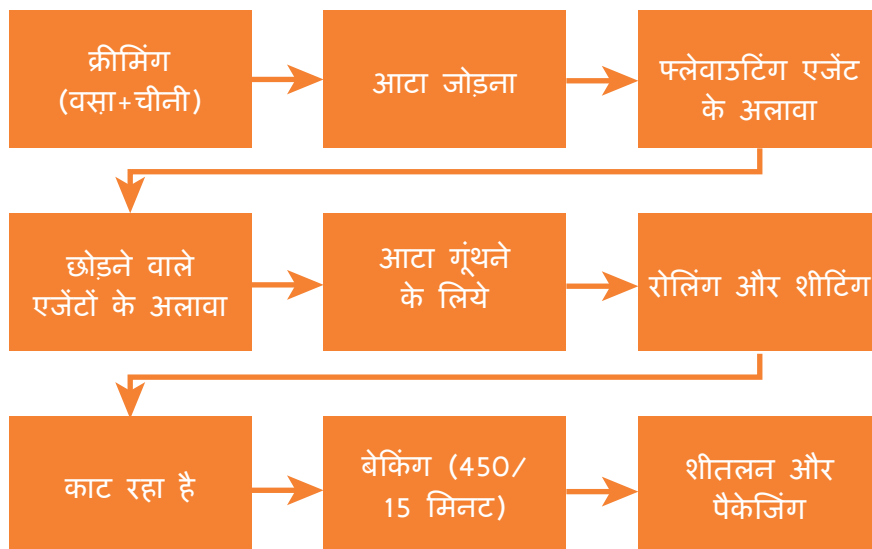 क्रीमिंग
(वस़ा+चीनी)
आटा जोड़ना
फ्लेवाउटिंग एजेंट
के अलावा
छोड़ने वाले
एजेंटों के अलावा
आटा गूंथने
के लिये
रोलिंग और शीटिंग
काट रहा है
बेकिंग (450/
15 मिनट)
शीतलन और
पैकेजिंग